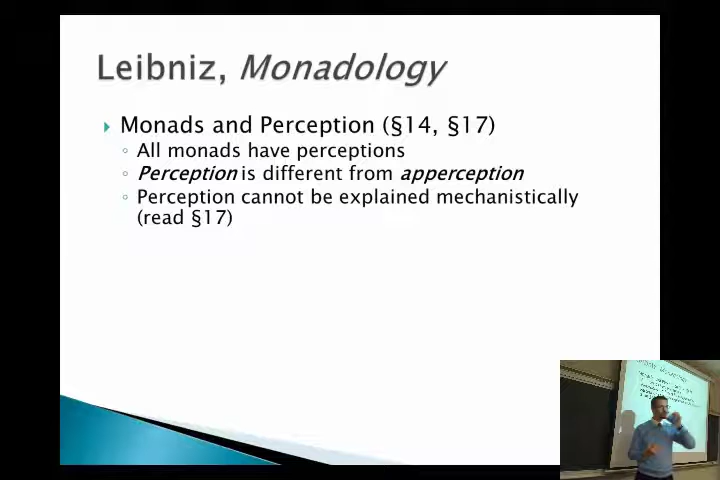 Leibniz, Monadology
Monads and Perception (§14, §17)
All monads have perceptions
Perception is different from apperception
Perception cannot be explained mechanistically
(read §17)